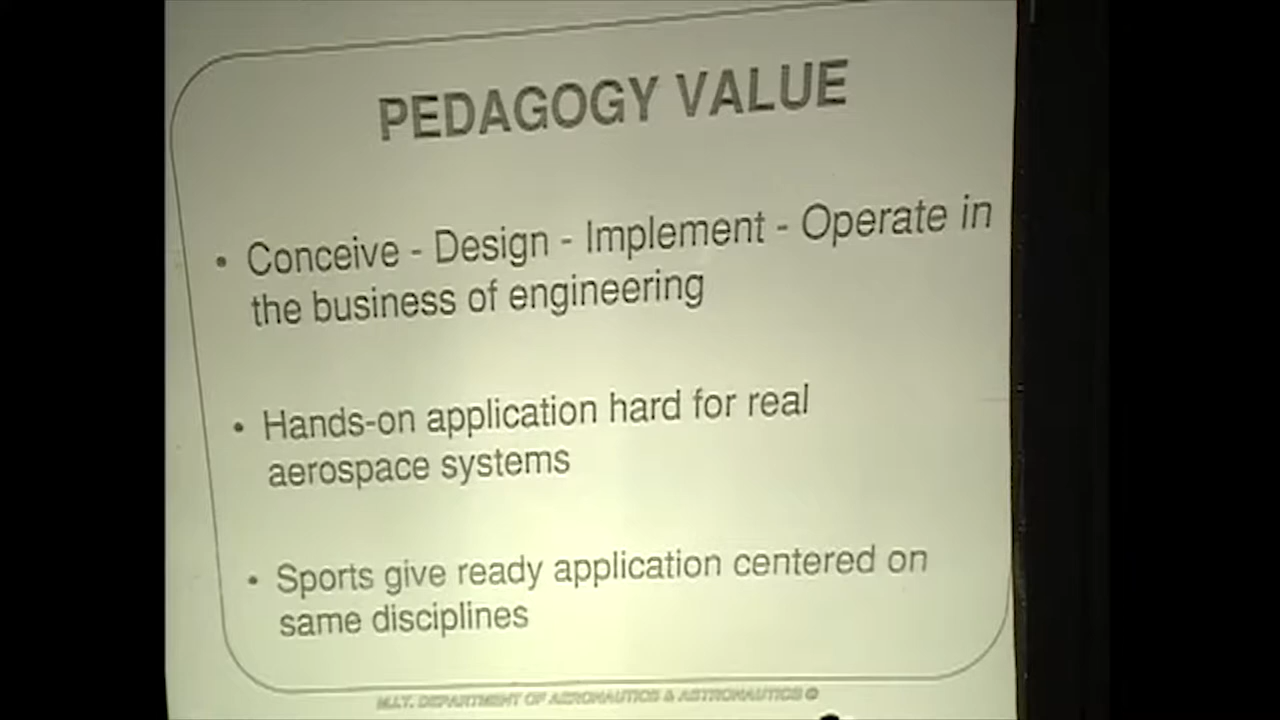 PEDAGOGY VALUE
• Conceive - Design - Implement - Operate in
the business of engineering
• Hands-on application hard for real
aerospace systems
• Sports give ready application centered on
same disciplines
M.I.T. DEPARTMENT OF AERONAUTICS & ASTRONAUTICS